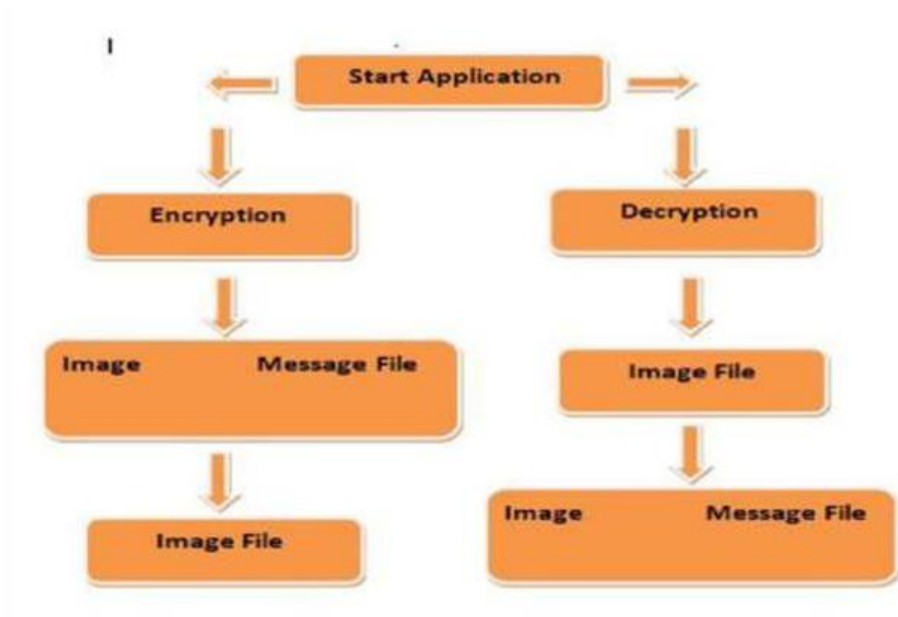 I
Start Application
Encryption
Decryption
Image Message File
Image File
Image File
Image Message File